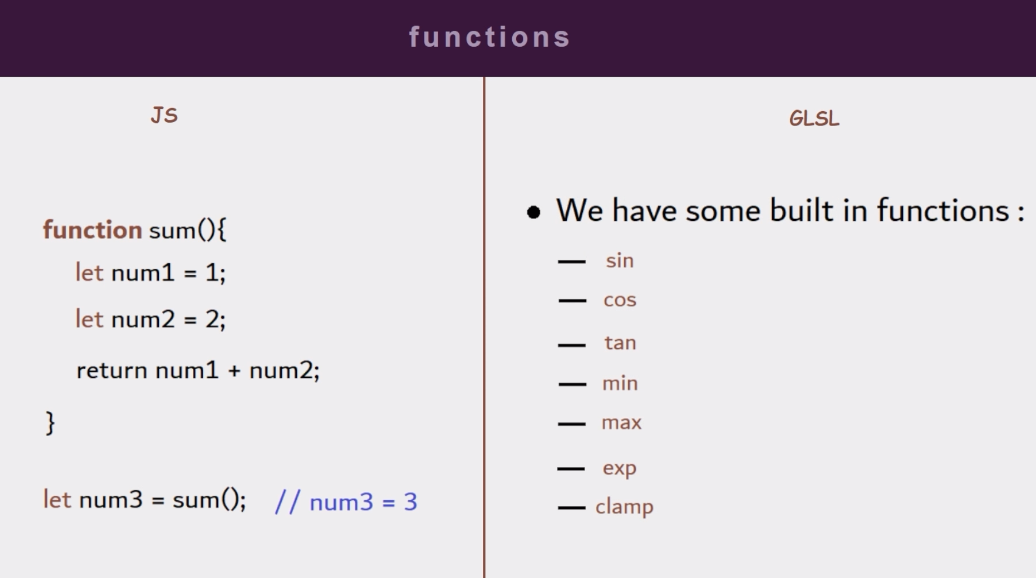 functions
JS
function sum(){
let num1 = 1;
let num2 = 2;
return num1 + num2;
}
let num3 = sum(); // num3 = 3
GLSL
• We have some built in functions :
— sin
— cos
— tan
— min
— max
— exp
— clamp